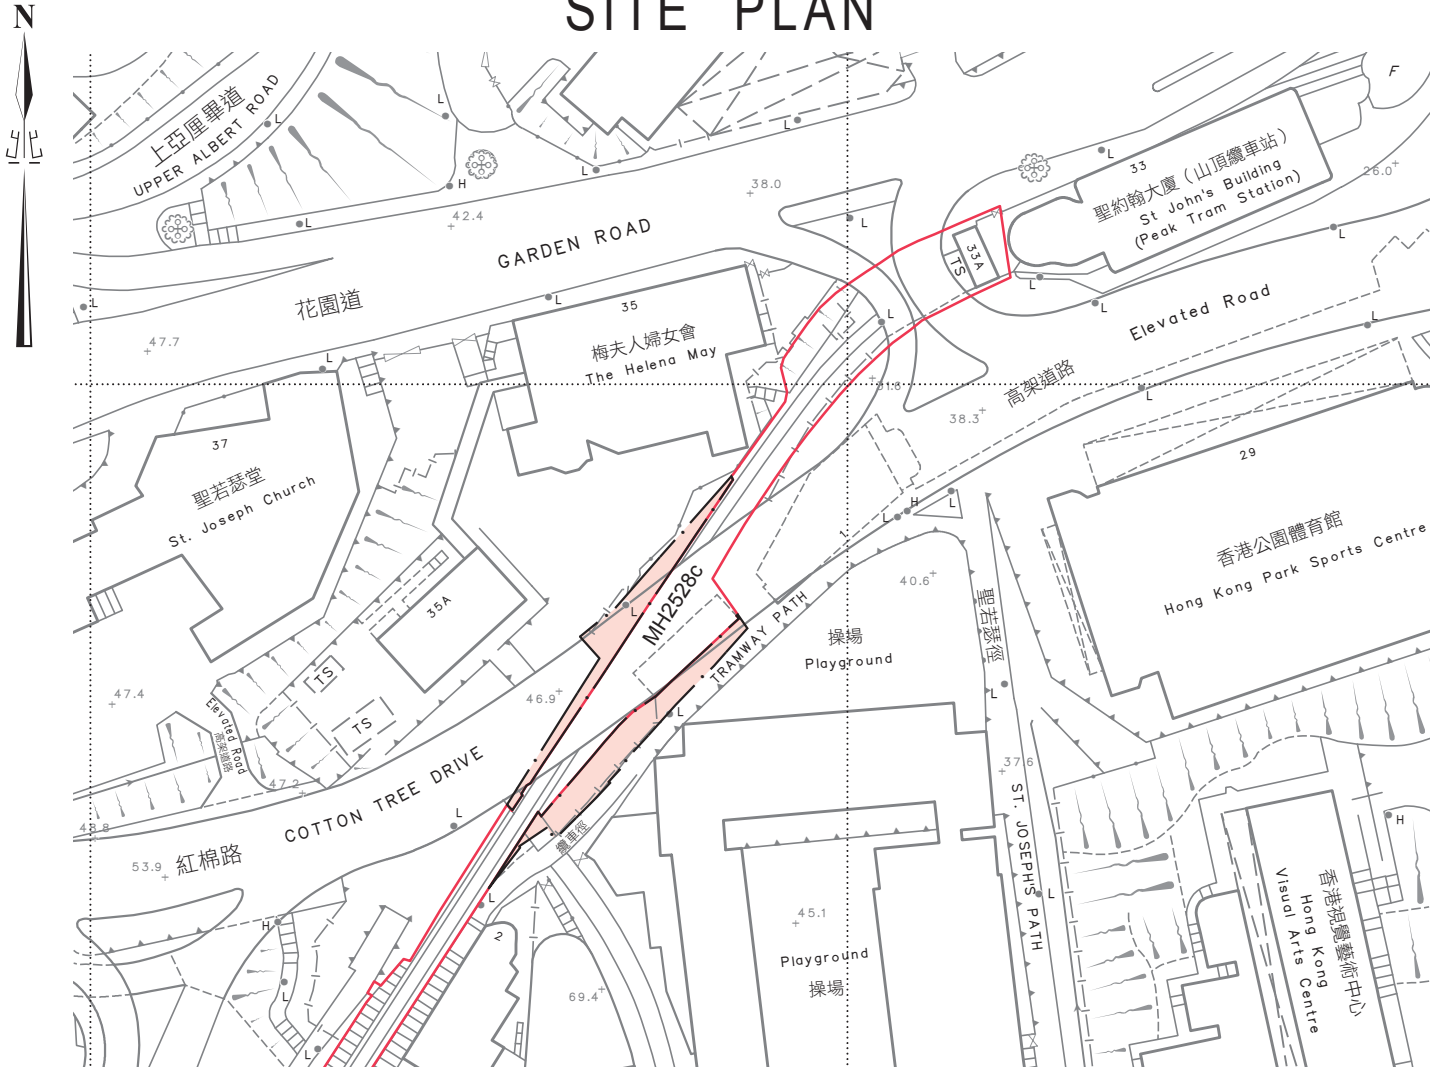 SITE PLAN
N
上亞厘畢道
UPPER ALBERT ROAD
L
L
H
L
L
L
42.4
38.0
GARDEN ROAD
花園道
L
L
L
47.7
35
梅夫人婦女會
The Helena May
33
聖約翰大廈（山頂纜車站）
St John's Building
(Peak Tram Station)
F
26.0
33A
TS
L
L
L
L
L
L
L
Elevated Road
高架道路
31.6
38.3
L
29
香港公園體育館
Hong Kong Park Sports Centre
37
聖若瑟堂
St. Joseph Church
35A
TS
TS
47.4
Elevated Road
高架道路
47.2
43.8
53.9
COTTON TREE DRIVE
紅棉路
46.9
L
MH2528c
TRAMWAY PATH
纜車徑
L
L
H
L
40.6
操場
Playground
聖若瑟徑
L
37.6
ST. JOSEPHS PATH
L
45.1
Playground
操場
L
L
2
69.4
H
L
L
H
香港視覺藝術中心
Hong Kong
Visual Arts Centre